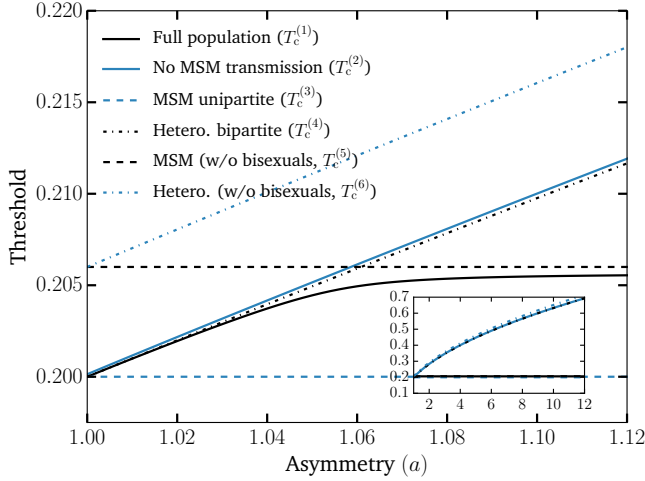 0.220
Full population (T_c^(1))
No MSM transmission (T_c^(2))
0.215
MSM unipartite (T_c^(3))
Hetero. bipartite (T_c^(4))
MSM (w/o bisexuals, T_c^(5))
Hetero. (w/o bisexuals, T_c^(6))
0.210
Threshold
0.205
0.7
0.6
0.5
0.4
0.3
0.2
0.1
2 4 6 8 10 12
0.200
1.00 1.02 1.04 1.06 1.08 1.10 1.12
Asymmetry (a)